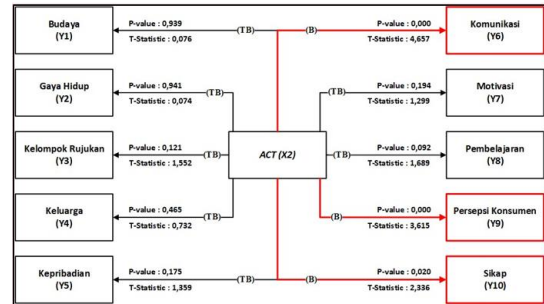 Budaya
(Y1)
P-value : 0,939
(TB)
T-Statistic : 0,076
(B)
P-value : 0,000
T-Statistic : 4,657
Komunikasi
(Y6)
Gaya Hidup
(Y2)
P-value : 0,941
(TB)
T-Statistic : 0,074
(TB)
P-value : 0,194
T-Statistic : 1,299
Motivasi
(Y7)
Kelompok Rujukan
(Y3)
P-value : 0,121
(TB)
T-Statistic : 1,552
ACT (X2)
(TB)
P-value : 0,092
T-Statistic : 1,689
Pembelajaran
(Y8)
Keluarga
(Y4)
P-value : 0,465
(TB)
T-Statistic : 0,732
(B)
P-value : 0,000
T-Statistic : 3,615
Persepsi Konsumen
(Y9)
Kepribadian
(Y5)
P-value : 0,175
(TB)
T-Statistic : 1,359
(B)
P-value : 0,020
T-Statistic : 2,336
Sikap
(Y10)